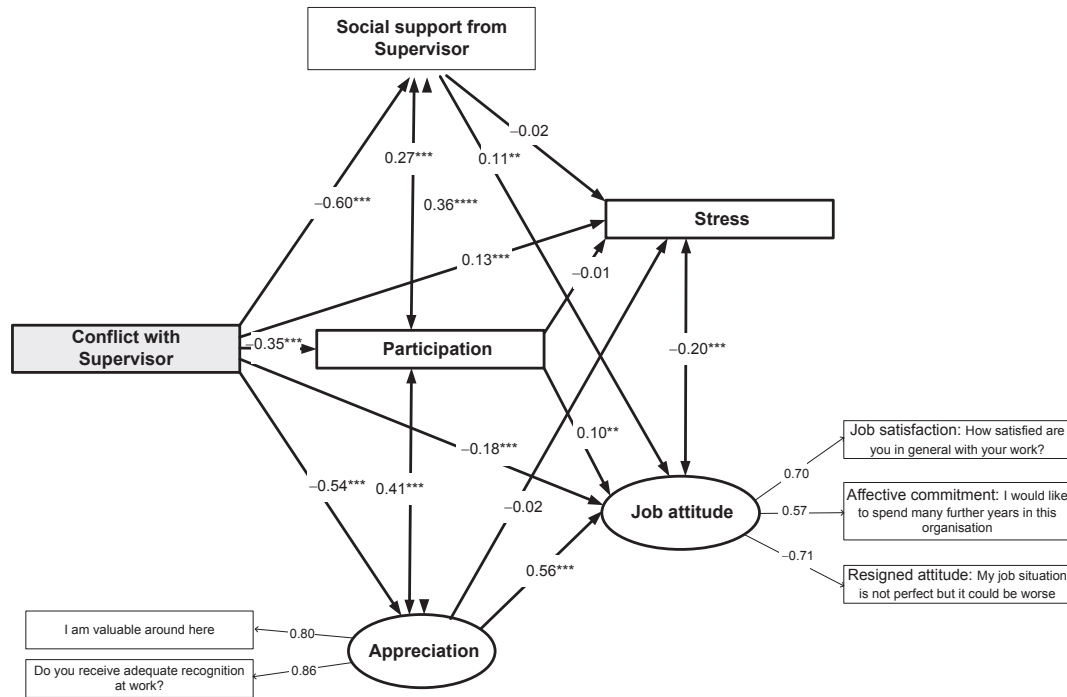 Social support from
Supervisor
−0.02
0.27***
0.11**
−0.60***
0.36****
Stress
0.13***
−0.01
Conflict with
Supervisor
−0.35***
Participation
−0.20***
Job satisfaction: How satisfied are
you in general with your work?
0.10**
−0.18***
0.70
−0.54***
0.41***
−0.02
Job attitude
0.57
Affective commitment: I would like
to spend many further years in this
organisation
−0.71
0.56***
Resigned attitude: My job situation
is not perfect but it could be worse
I am valuable around here
0.80
Appreciation
Do you receive adequate recognition
at work?
0.86